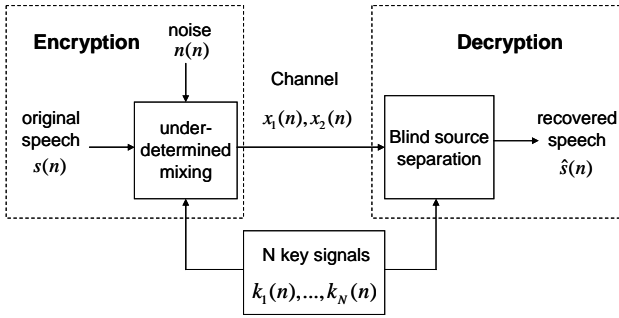 Encryption
noise
n(n)
original
speech
s(n)
under-
determined
mixing
Channel
x₁(n), x₂(n)
Decryption
Blind source
separation
recovered
speech
ŝ(n)
N key signals
k₁(n),...,k_N(n)